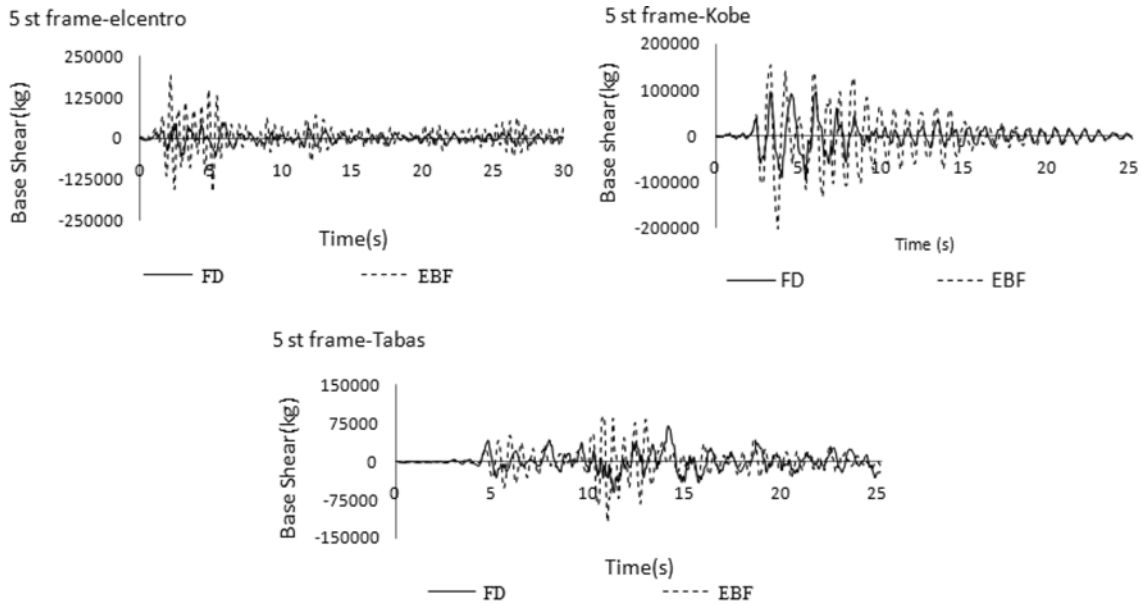 5 st frame-elcentro
Base Shear(kg)
250000
125000
0
-125000
-250000
0 5 10 15 20 25 30
Time(s)
FD EBF
5 st frame-Kobe
Base Shear(kg)
200000
100000
0
-100000
-200000
0 5 10 15 20 25
Time (s)
FD EBF
5 st frame-Tabas
Base Shear(kg)
150000
75000
0
-75000
-150000
0 5 10 15 20 25
Time(s)
FD EBF